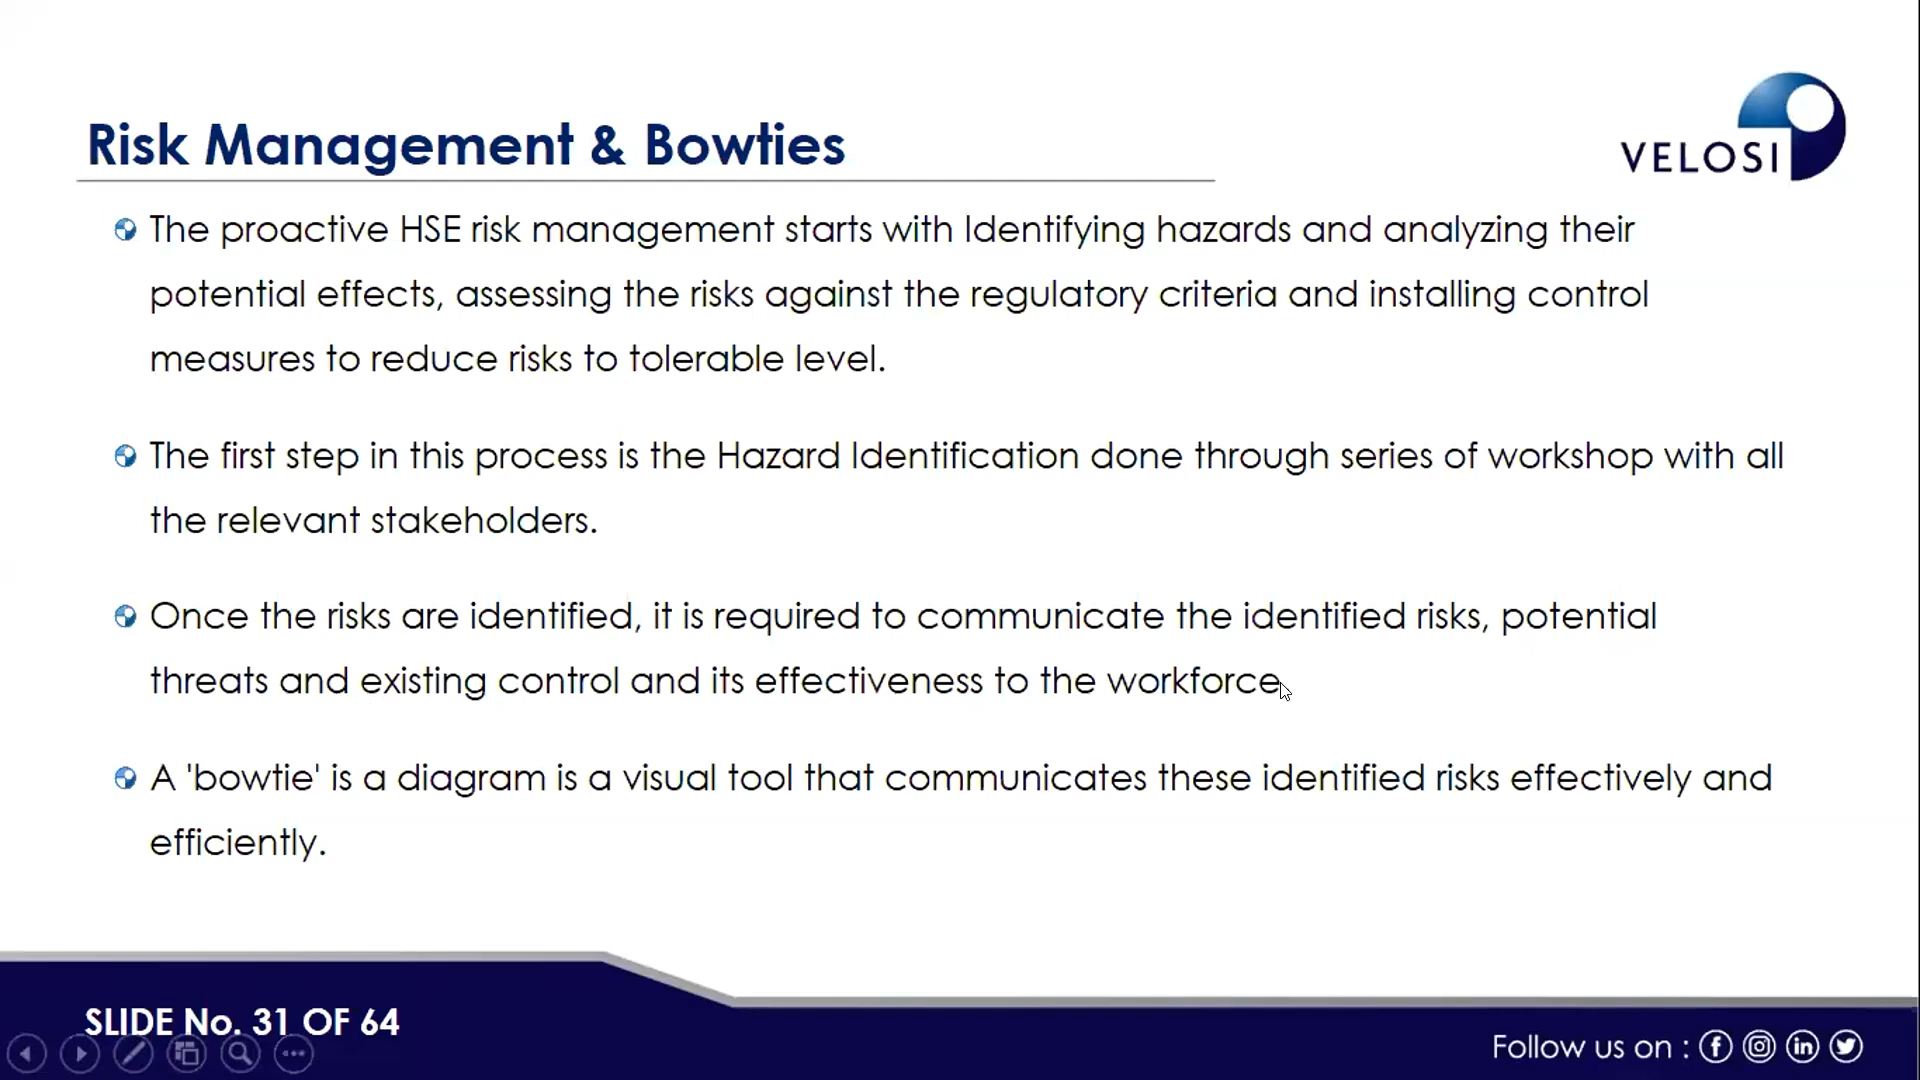 Risk Management & Bowties
VELOSI
The proactive HSE risk management starts with Identifying hazards and analyzing their
potential effects, assessing the risks against the regulatory criteria and installing control
measures to reduce risks to tolerable level.
The first step in this process is the Hazard Identification done through series of workshop with all
the relevant stakeholders.
Once the risks are identified, it is required to communicate the identified risks, potential
threats and existing control and its effectiveness to the workforce.
A 'bowtie' is a diagram is a visual tool that communicates these identified risks effectively and
efficiently.
SLIDE No. 31 OF 64
Follow us on :